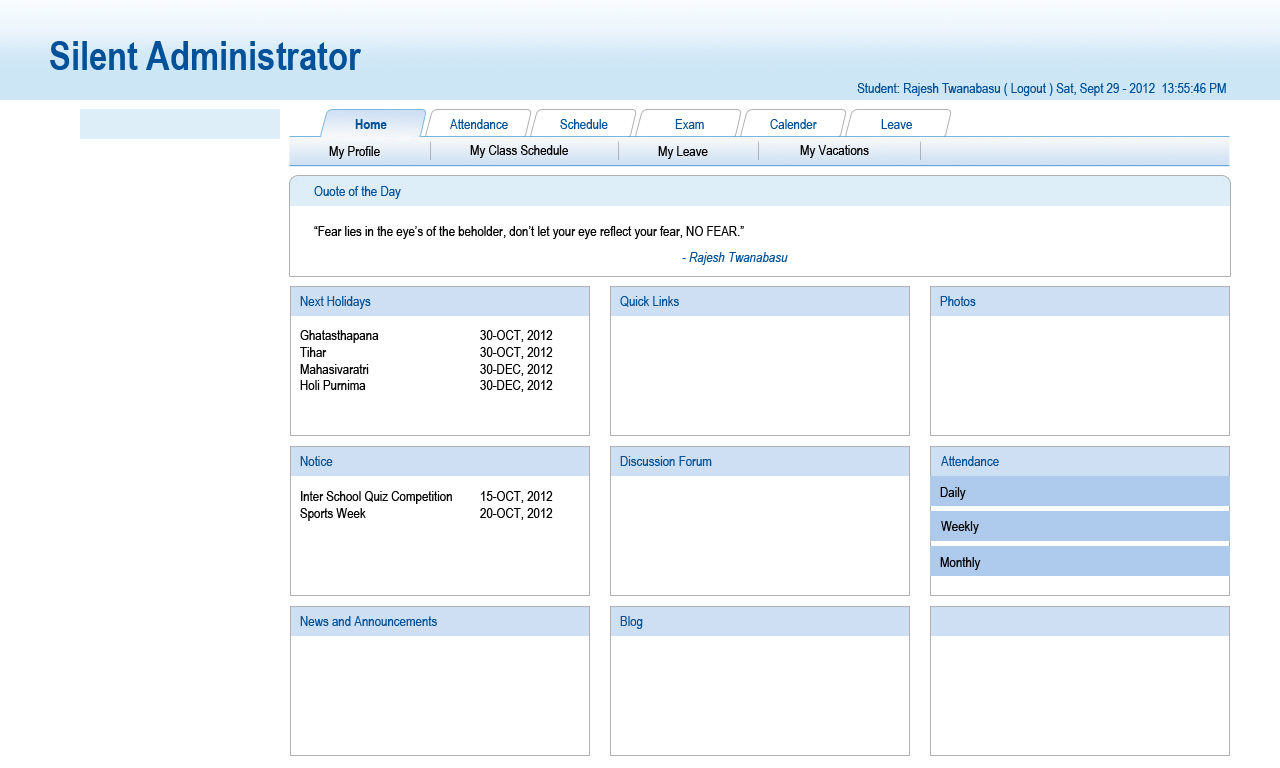 Silent Administrator
Student: Rajesh Twanabasu ( Logout ) Sat, Sept 29 - 2012 13:55:46 PM
Home Attendance Schedule Exam Calender Leave
My Profile My Class Schedule My Leave My Vacations
Ouote of the Day
“Fear lies in the eye’s of the beholder, don’t let your eye reflect your fear, NO FEAR.”
- Rajesh Twanabasu
Next Holidays
Ghatasthapana 30-OCT, 2012
Tihar 30-OCT, 2012
Mahasivaratri 30-DEC, 2012
Holi Purnima 30-DEC, 2012
Quick Links
Photos
Notice
Inter School Quiz Competition 15-OCT, 2012
Sports Week 20-OCT, 2012
Discussion Forum
Attendance
Daily
Weekly
Monthly
News and Announcements
Blog